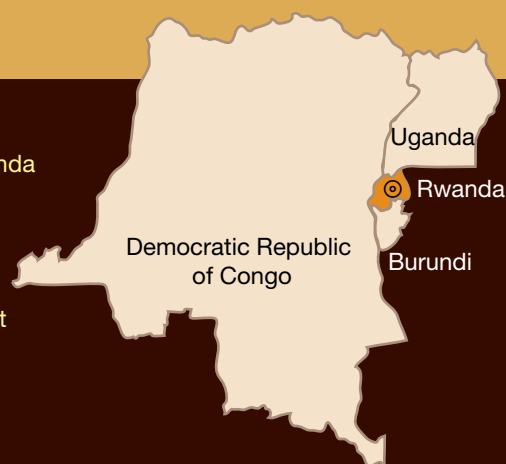 Uganda
Rwanda
Democratic Republic
of Congo
Burundi